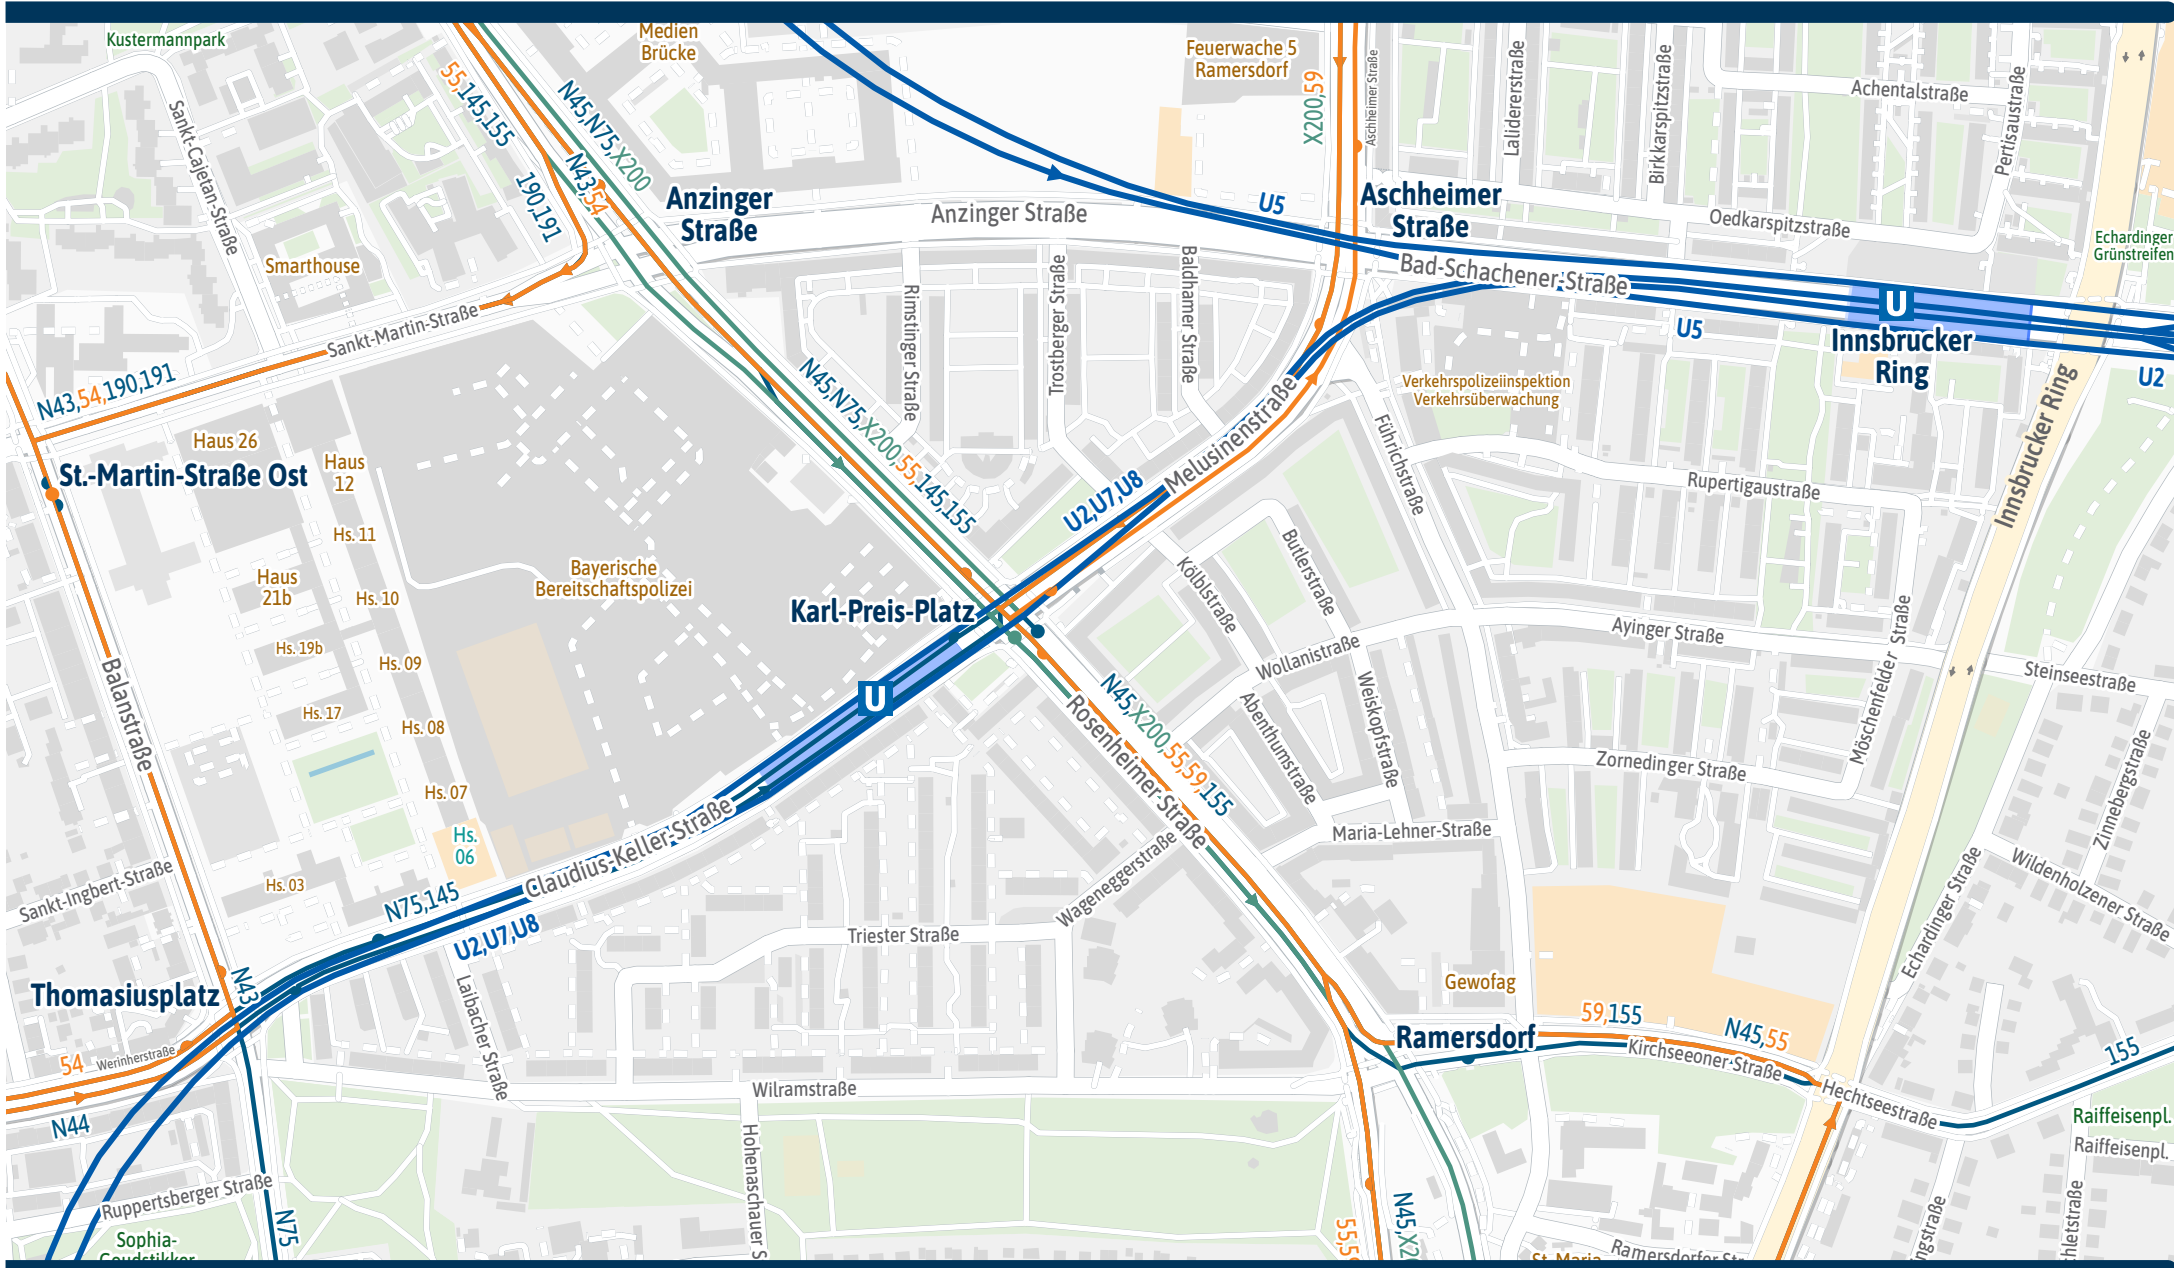 Kustermannpark
Medien
Brücke
Feuerwache 5
Ramersdorf
X200,59
Aschheimer Straße
Lalidererstraße
Birkkarspitzstraße
Achentalstraße
Pertisaustraße
55,145,155
N45,N75,X200
Sankt-Cajetan-Straße
190,191
N43,54
Anzinger
Straße
Anzinger Straße
U5
Aschheimer
Straße
Oedkarspitzstraße
Echardinger
Grünstreifen
Smarthouse
Bad-Schachener-Straße
U
Innsbrucker
Ring
U5
U2
Sankt-Martin-Straße
Rimstinger Straße
Trostberger Straße
Baldhamer Straße
N43,54,190,191
N45,N75,X200,55,145,155
Verkehrspolizeiinspektion
Verkehrsüberwachung
Innsbrucker Ring
Haus 26
Haus
12
St.-Martin-Straße Ost
Melusinenstraße
Führichstraße
U2,U7,U8
Rupertigaustraße
Hs. 11
Bayerische
Bereitschaftspolizei
Haus
21b
Hs. 10
Karl-Preis-Platz
Kölblstraße
Butlerstraße
Ayinger Straße
Hs. 19b
Hs. 09
Wollanistraße
Möschenfelder Straße
Steinseestraße
Balanstraße
U
Hs. 17
Hs. 08
N45,X200,55,59,155
Rosenheimer Straße
Abenthumstraße
Weiskopfstraße
Zornedinger Straße
Zinnebergstraße
Hs. 07
Hs.
06
Claudius-Keller-Straße
Maria-Lehner-Straße
Wageneggerstraße
Wildenholzener Straße
Sankt-Ingbert-Straße
Hs. 03
N75,145
U2,U7,U8
Triester Straße
Echardinger Straße
Thomasiusplatz
N43
Laibacher Straße
Gewofag
Ramersdorf
59,155
N45,55
Kirchseeoner-Straße
Hechtseestraße
155
54
Werinherstraße
Wilramstraße
N44
Raiffeisenpl.
Raiffeisenpl.
Hohenaschauer S
Ruppertsberger Straße
N75
Sophia-
55,5
N45,X2
St. Maria
Ramersdorfer Str
ngstraße
hletstraße